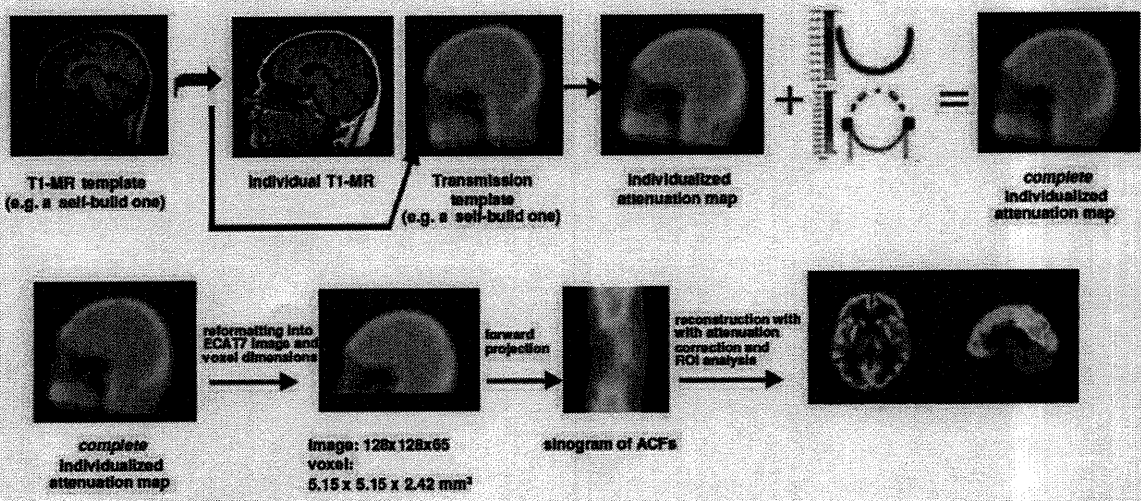 T1-MR template
(e.g. a self-build one)
individual T1-MR
Transmission
template
(e.g. a self-build one)
individualized
attenuation map
+
=
complete
individualized
attenuation map
reformatting into
ECAT7 image and
voxel dimensions
forward
projection
reconstruction with
with attenuation
correction and
ROI analysis
complete
individualized
attenuation map
image: 128x128x65
voxel:
5.15 x 5.15 x 2.42 mm³
sinogram of ACFs